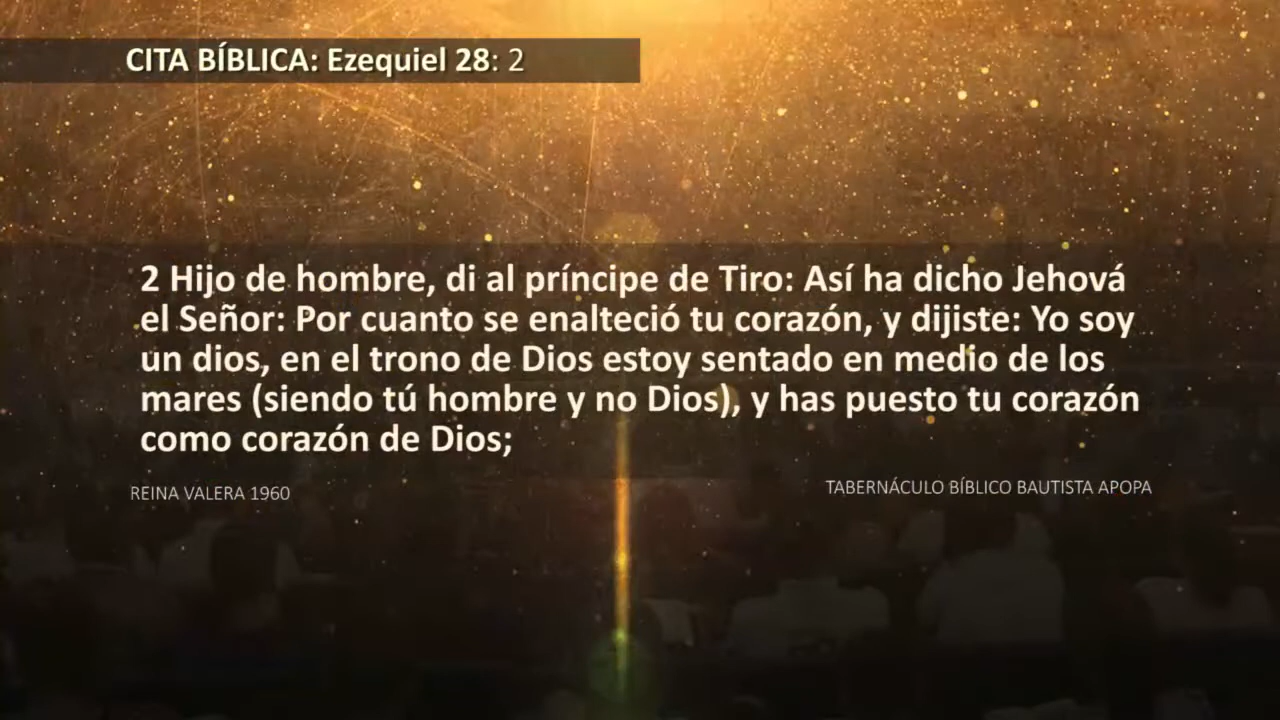 CITA BÍBLICA: Ezequiel 28: 2
2 Hijo de hombre, di al príncipe de Tiro: Así ha dicho Jehová
el Señor: Por cuanto se enalteció tu corazón, y dijiste: Yo soy
un dios, en el trono de Dios estoy sentado en medio de los
mares (siendo tú hombre y no Dios), y has puesto tu corazón
como corazón de Dios;
REINA VALERA 1960
TABERNÁCULO BÍBLICO BAUTISTA APOPA